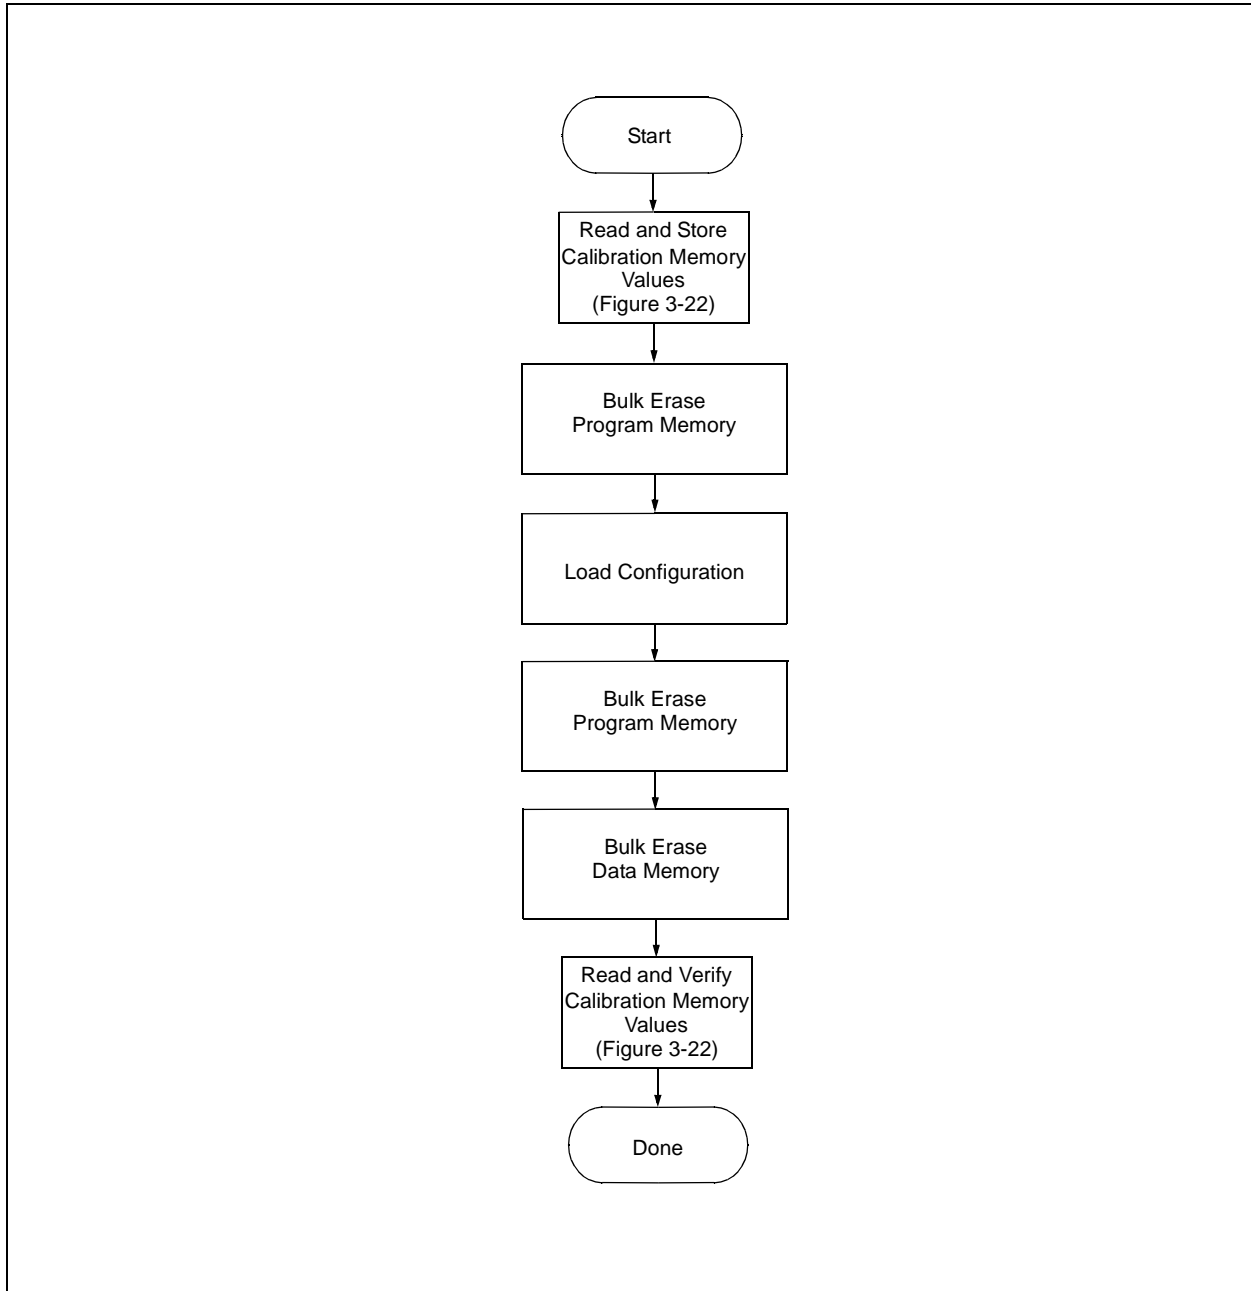 Start
Read and Store
Calibration Memory
Values
(Figure 3-22)
Bulk Erase
Program Memory
Load Configuration
Bulk Erase
Program Memory
Bulk Erase
Data Memory
Read and Verify
Calibration Memory
Values
(Figure 3-22)
Done